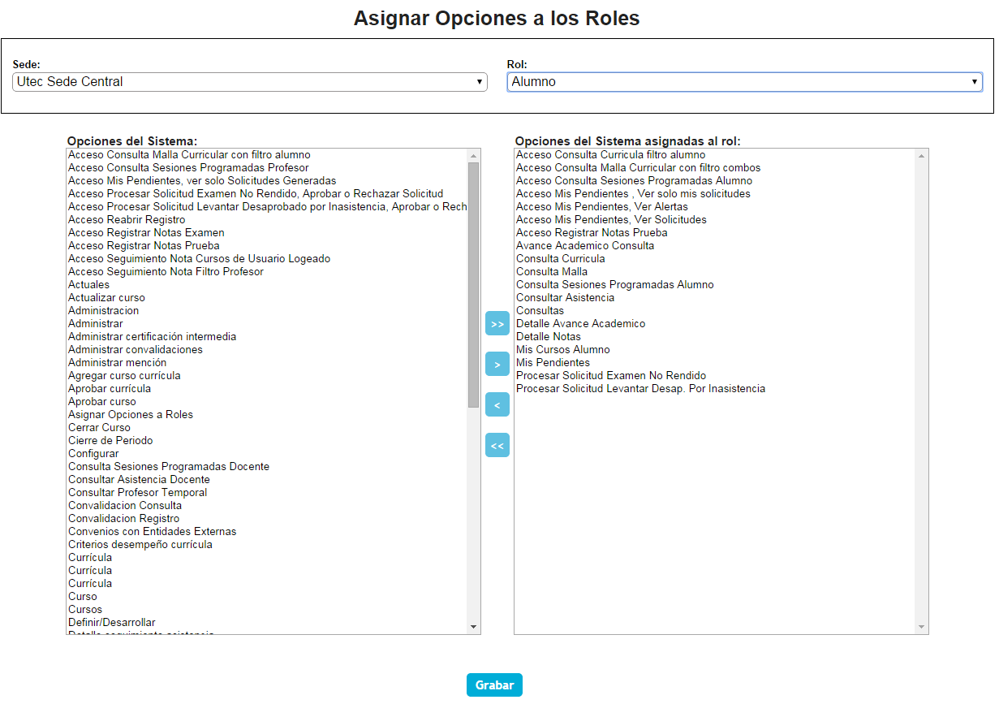 Asignar Opciones a los Roles
Sede:
Utec Sede Central
Rol:
Alumno
Opciones del Sistema:
Acceso Consulta Malla Curricular con filtro alumno
Acceso Consulta Sesiones Programadas Profesor
Acceso Mis Pendientes, ver solo Solicitudes Generadas
Acceso Procesar Solicitud Examen No Rendido, Aprobar o Rechazar Solicitud
Acceso Procesar Solicitud Levantar Desaprobado por Inasistencia, Aprobar o Rech
Acceso Reabrir Registro
Acceso Registrar Notas Examen
Acceso Registrar Notas Prueba
Acceso Seguimiento Nota Cursos de Usuario Logeado
Acceso Seguimiento Nota Filtro Profesor
Actuales
Actualizar curso
Administracion
Administrar
Administrar certificación intermedia
Administrar convalidaciones
Administrar mención
Agregar curso currícula
Aprobar currícula
Aprobar curso
Asignar Opciones a Roles
Cerrar Curso
Cierre de Periodo
Configurar
Consulta Sesiones Programadas Docente
Consultar Asistencia Docente
Consultar Profesor Temporal
Convalidacion Consulta
Convalidacion Registro
Convenios con Entidades Externas
Criterios desempeño currícula
Currícula
Currícula
Currícula
Curso
Cursos
Definir/Desarrollar
Detalle seguimiento asistencia
>>
>
<
<<
Opciones del Sistema asignadas al rol:
Acceso Consulta Curricula filtro alumno
Acceso Consulta Malla Curricular con filtro combos
Acceso Consulta Sesiones Programadas Alumno
Acceso Mis Pendientes , Ver solo mis solicitudes
Acceso Mis Pendientes, Ver Alertas
Acceso Mis Pendientes, Ver Solicitudes
Acceso Registrar Notas Prueba
Avance Academico Consulta
Consulta Curricula
Consulta Malla
Consulta Sesiones Programadas Alumno
Consultar Asistencia
Consultas
Detalle Avance Academico
Detalle Notas
Mis Cursos Alumno
Mis Pendientes
Procesar Solicitud Examen No Rendido
Procesar Solicitud Levantar Desap. Por Inasistencia
Grabar